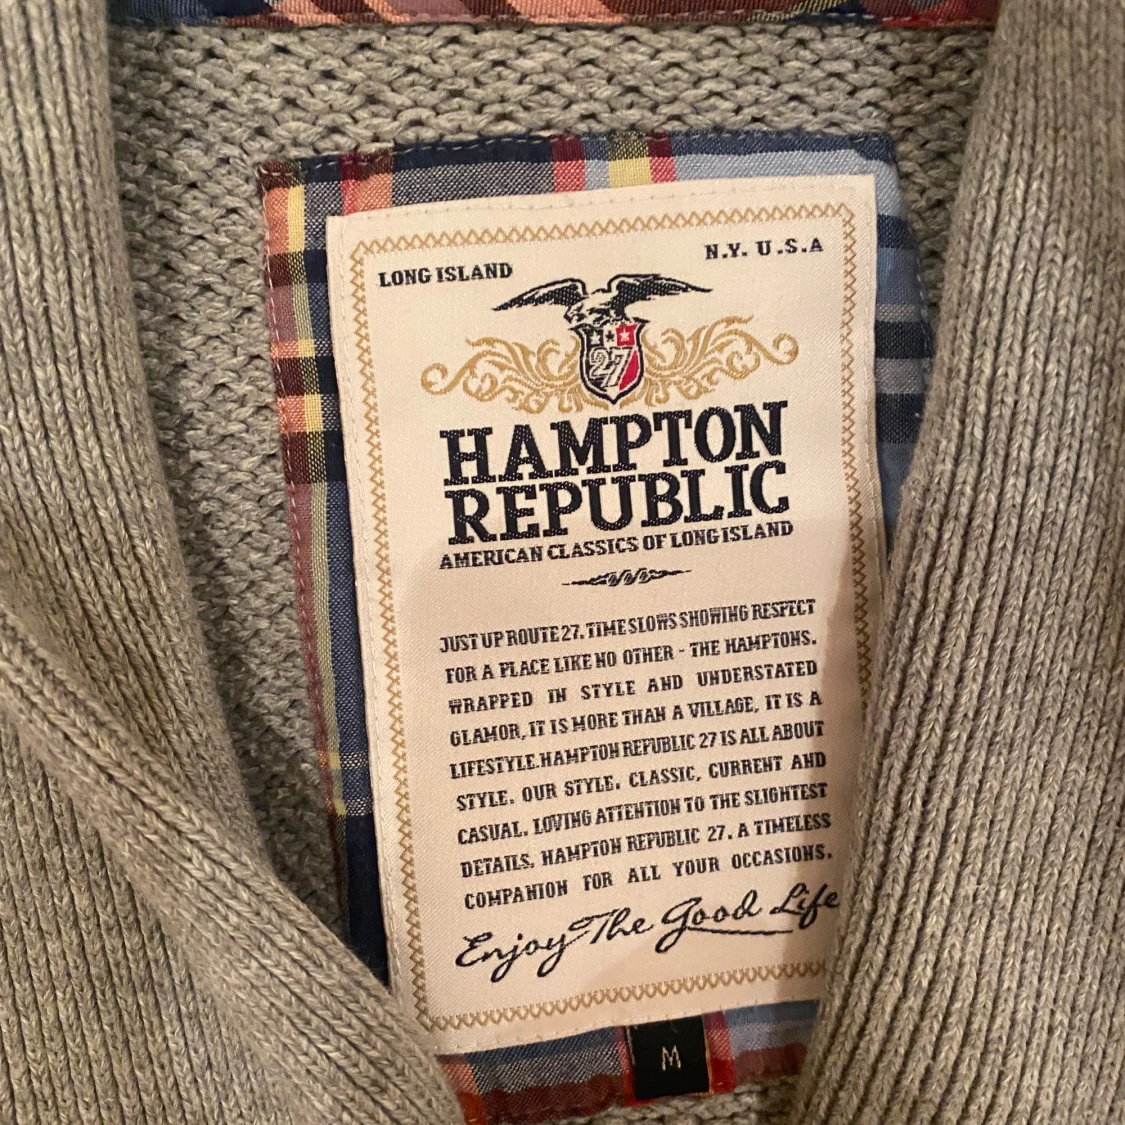 LONG ISLAND N.Y. U.S.A
27
HAMPTON
REPUBLIC
AMERICAN CLASSICS OF LONG ISLAND
JUST UP ROUTE 27. TIME SLOWS SHOWING RESPECT
FOR A PLACE LIKE NO OTHER - THE HAMPTONS.
WRAPPED IN STYLE AND UNDERSTATED
GLAMOR, IT IS MORE THAN A VILLAGE, IT IS A
LIFESTYLE. HAMPTON REPUBLIC 27 IS ALL ABOUT
STYLE. OUR STYLE. CLASSIC, CURRENT AND
CASUAL. LOVING ATTENTION TO THE SLIGHTEST
DETAILS. HAMPTON REPUBLIC 27. A TIMELESS
COMPANION FOR ALL YOUR OCCASIONS.
Enjoy The Good Life
M